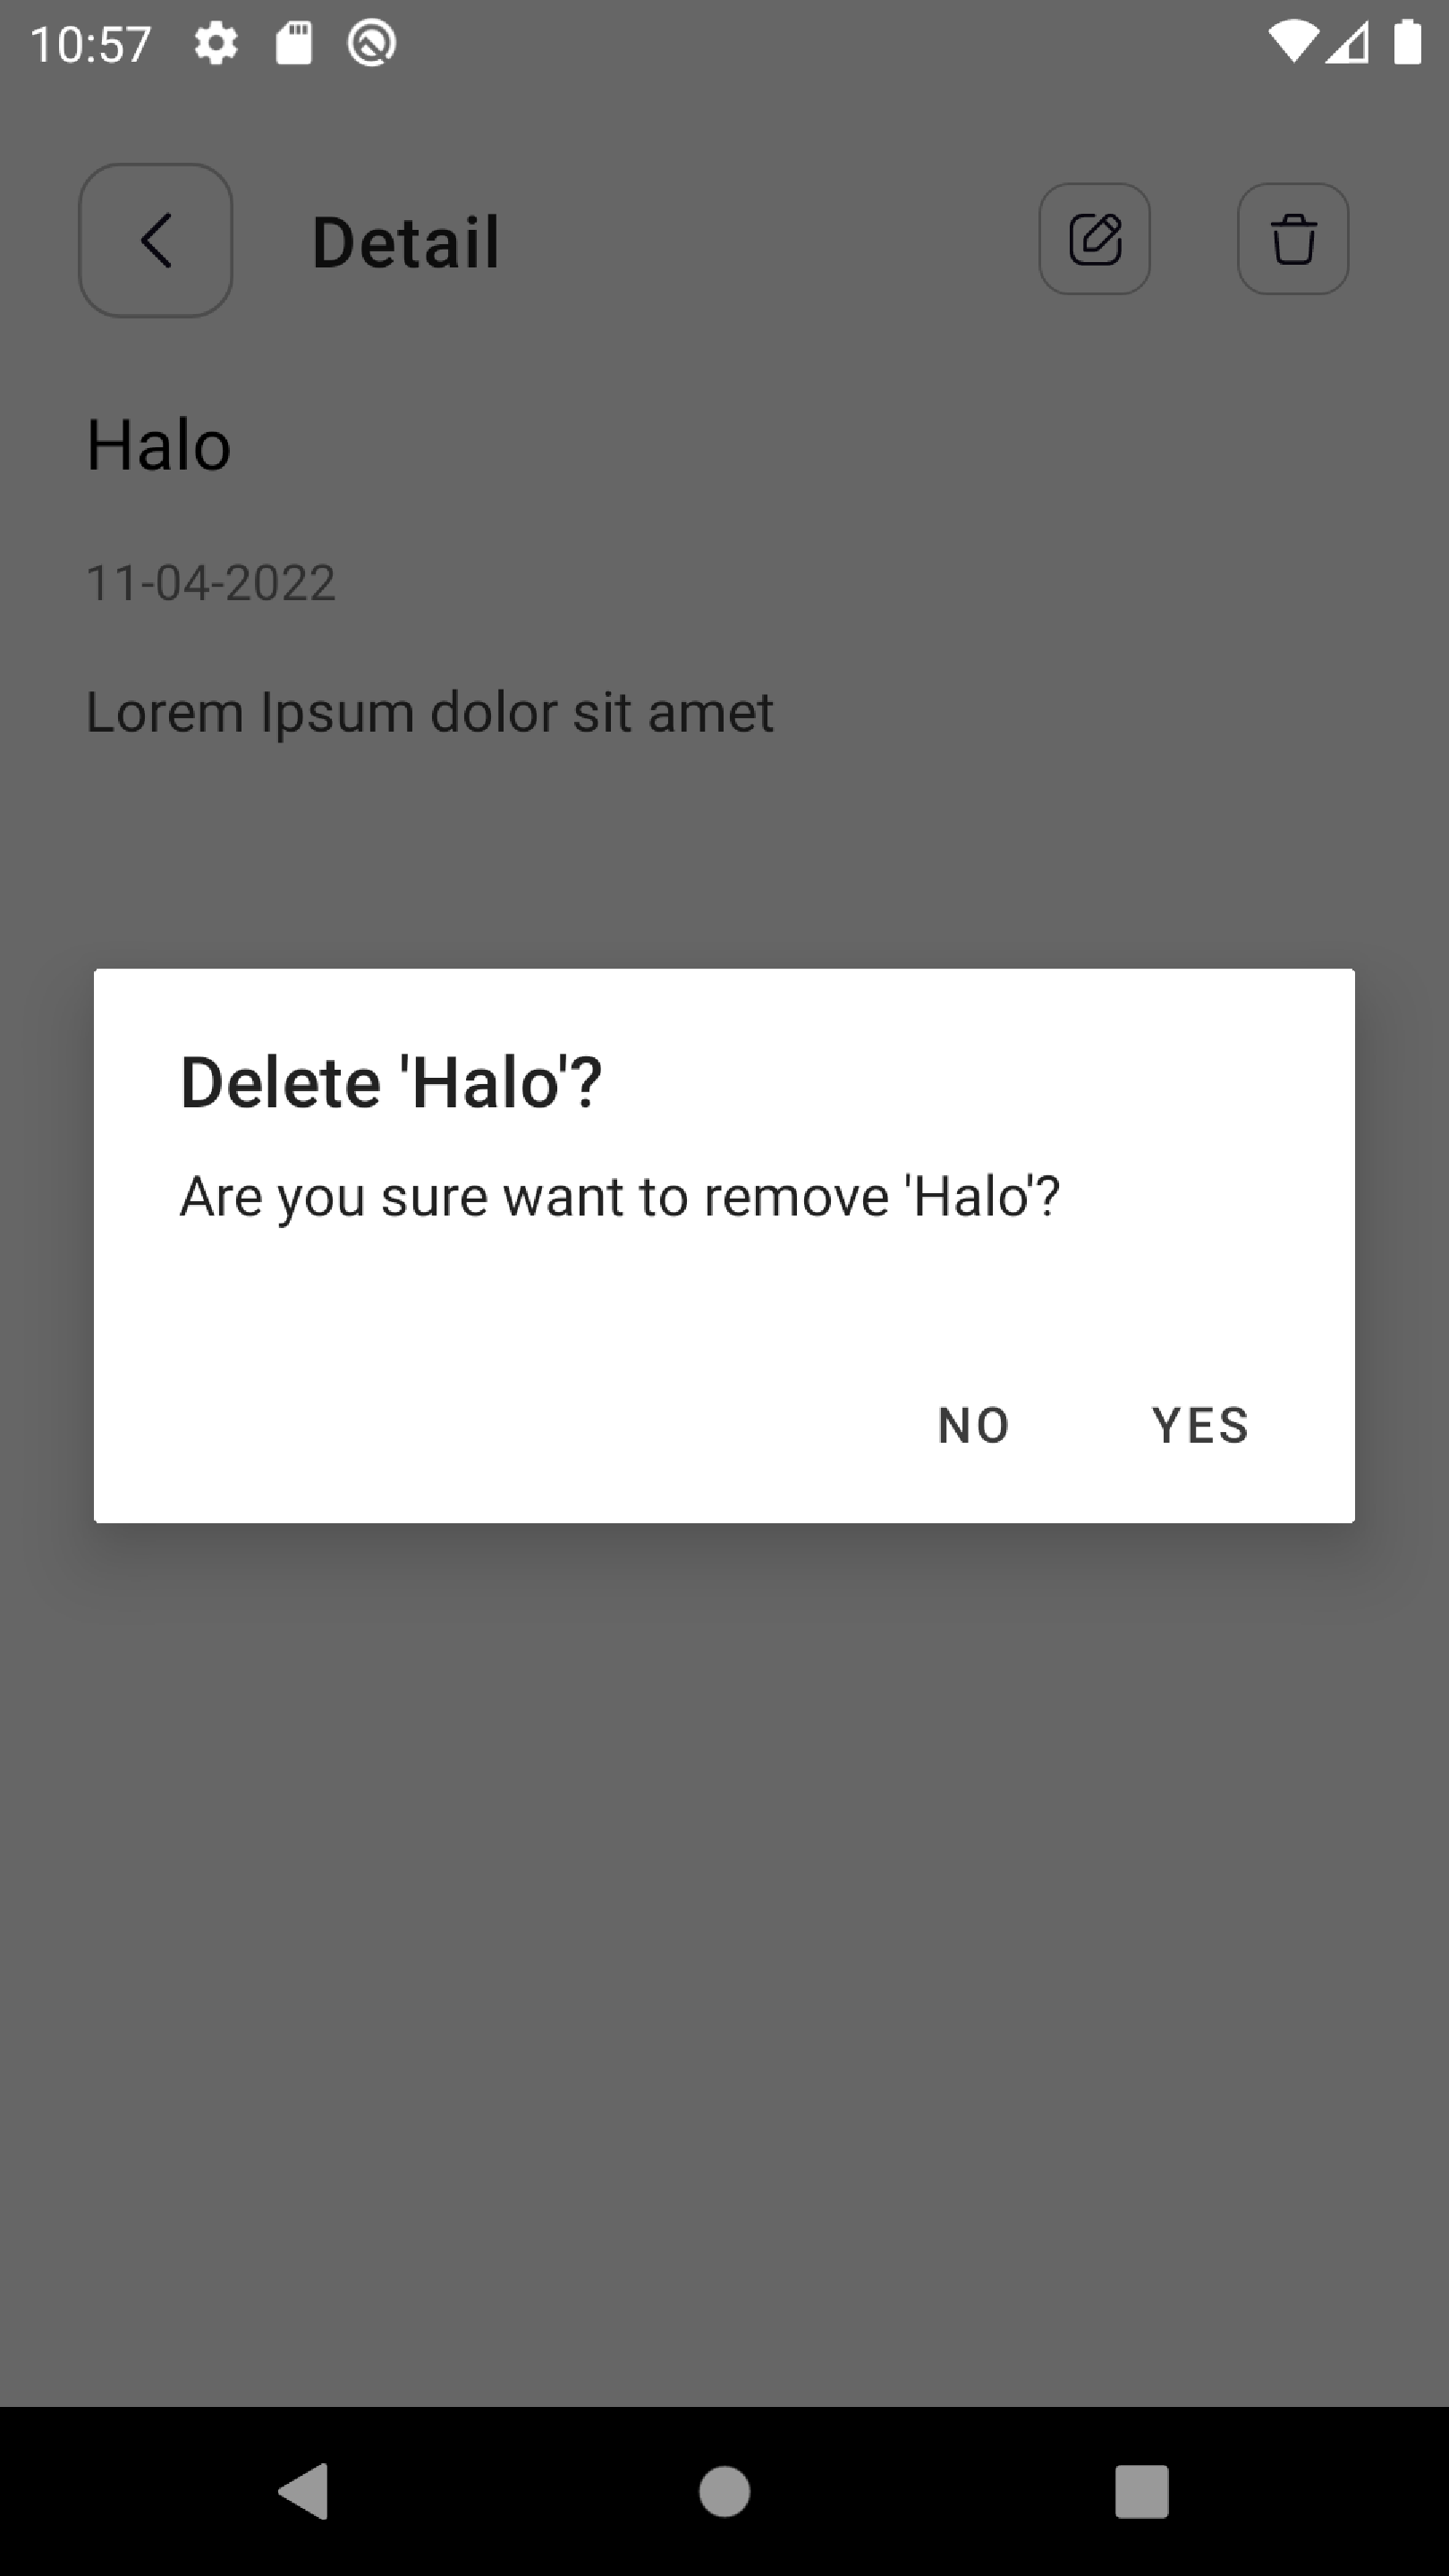 10:57
Detail
Halo
11-04-2022
Lorem Ipsum dolor sit amet
Delete 'Halo'?
Are you sure want to remove 'Halo'?
NO YES